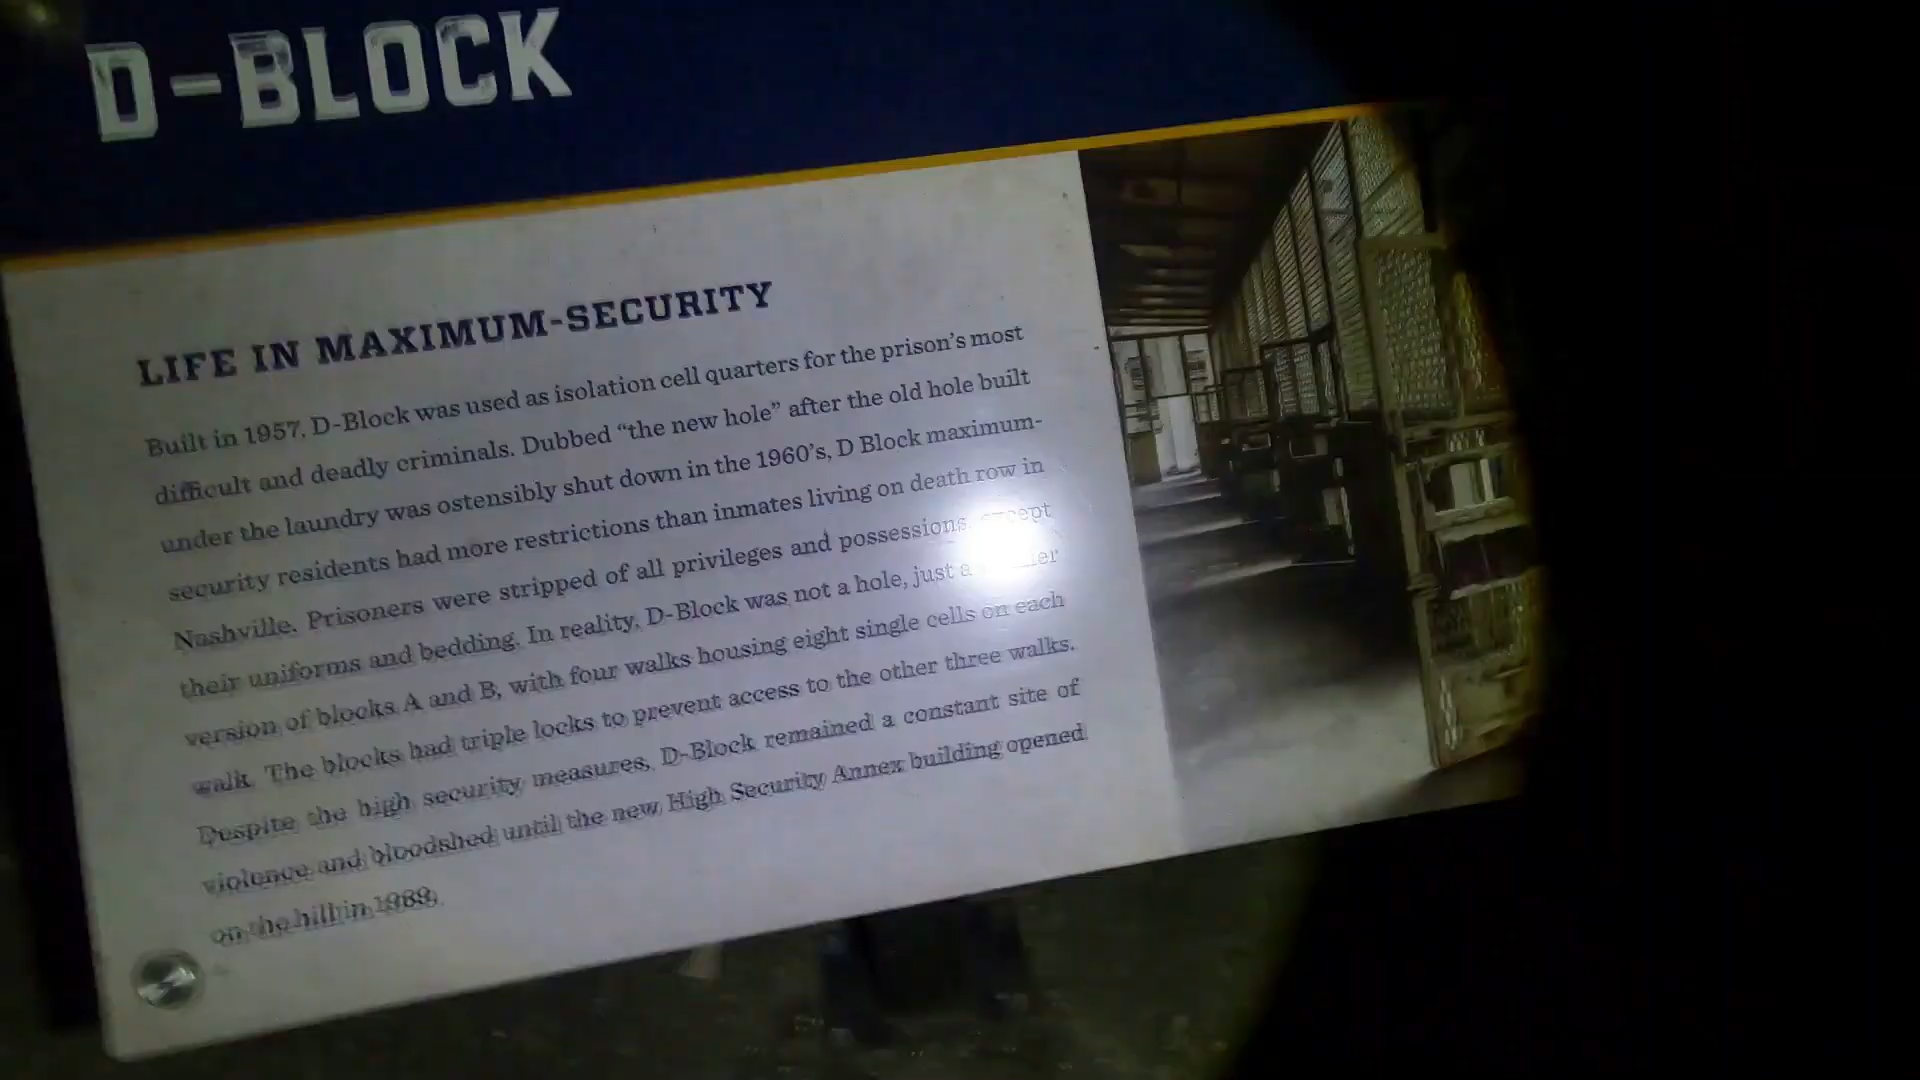 D-BLOCK
LIFE IN MAXIMUM-SECURITY
Built in 1957, D-Block was used as isolation cell quarters for the prison's most
difficult and deadly criminals. Dubbed “the new hole” after the old hole built
under the laundry was ostensibly shut down in the 1960's, D Block maximum-
security residents had more restrictions than inmates living on death row in
Nashville. Prisoners were stripped of all privileges and possessions, except
their uniforms and bedding. In reality, D-Block was not a hole, just a
version of blocks A and B, with four walks housing eight single cells on each
walk. The blocks had triple locks to prevent access to the other three walks.
Despite the high security measures, D-Block remained a constant site of
violence and bloodshed until the new High Security Annex building opened
on the hill in 1989.